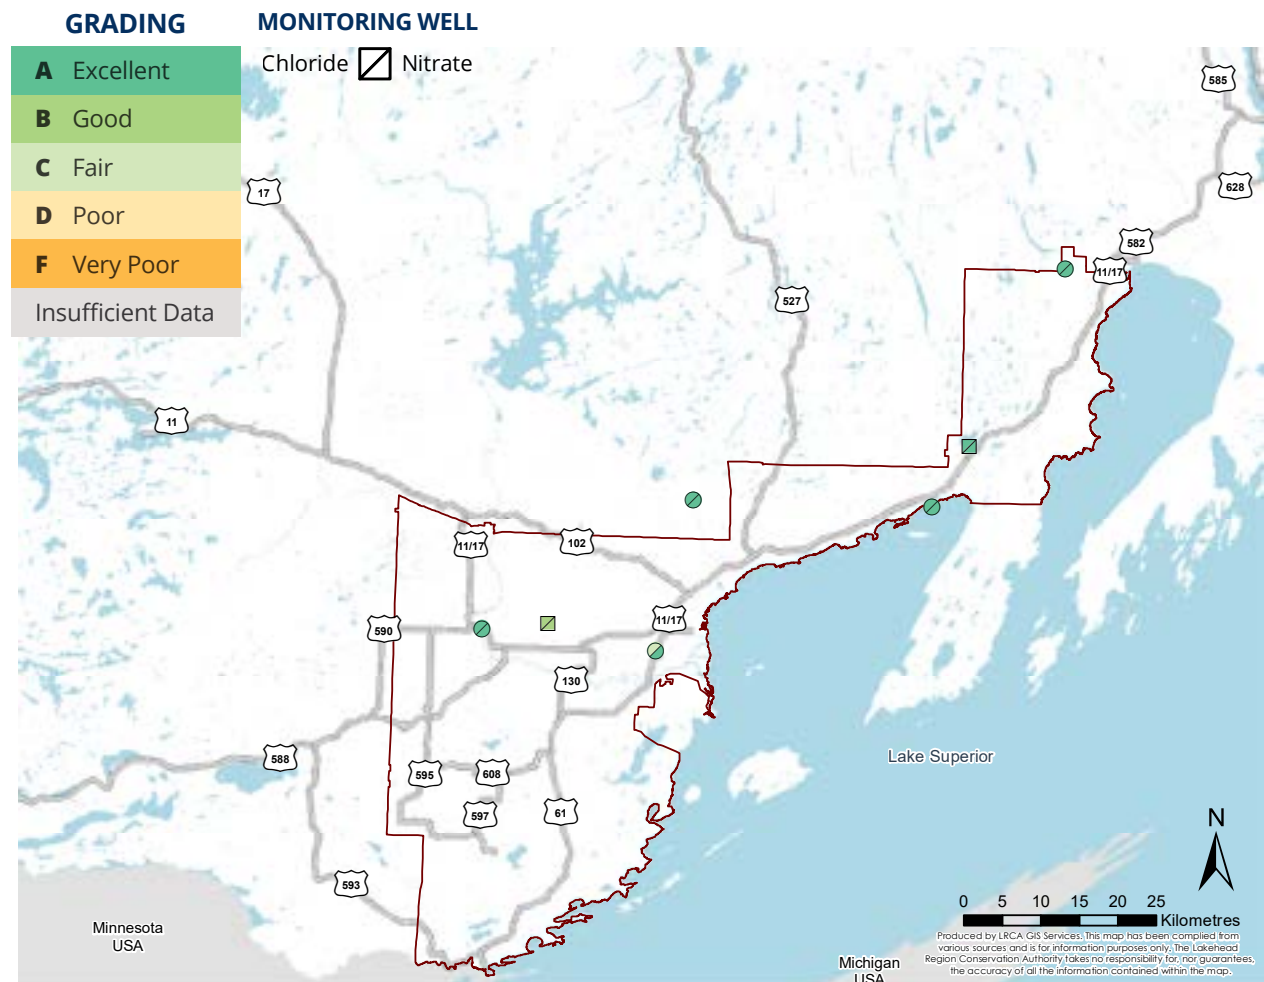 GRADING
A Excellent
B Good
C Fair
D Poor
F Very Poor
Insufficient Data
MONITORING WELL
Chloride Nitrate
585
628
17
582
11/17
527
11
11/17
102
590
11/17
130
588
595
608
597
61
593
Lake Superior
Minnesota
USA
Michigan
USA
N
0 5 10 15 20 25
Kilometres
Produced by LRCA GIS Services. This map has been complied from
various sources and is for information purposes only. The Lakehead
Region Conservation Authority takes no responsibility for, nor guarantees,
the accuracy of all the information contained within the map.